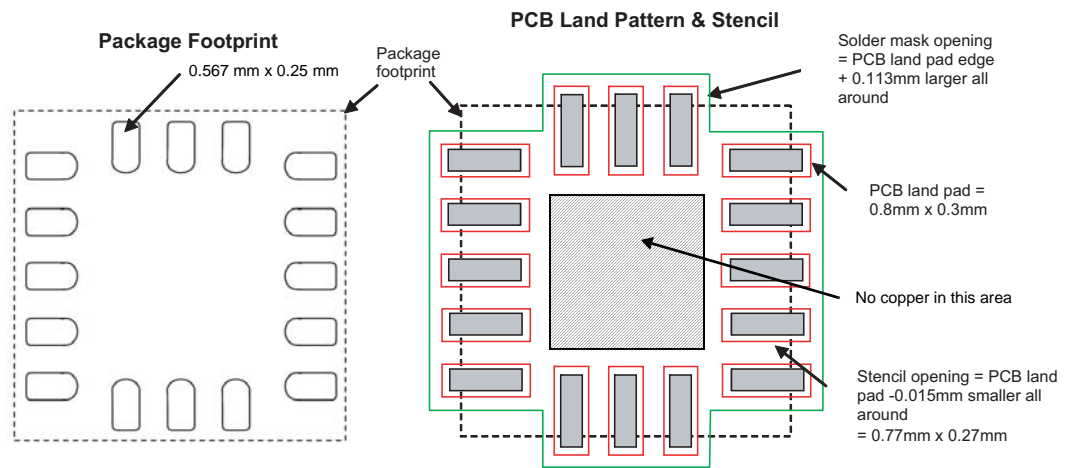 PCB Land Pattern & Stencil
Package Footprint
0.567 mm x 0.25 mm
Package
footprint
Solder mask opening
= PCB land pad edge
+ 0.113mm larger all
around
PCB land pad =
0.8mm x 0.3mm
No copper in this area
Stencil opening = PCB land
pad -0.015mm smaller all
around
= 0.77mm x 0.27mm